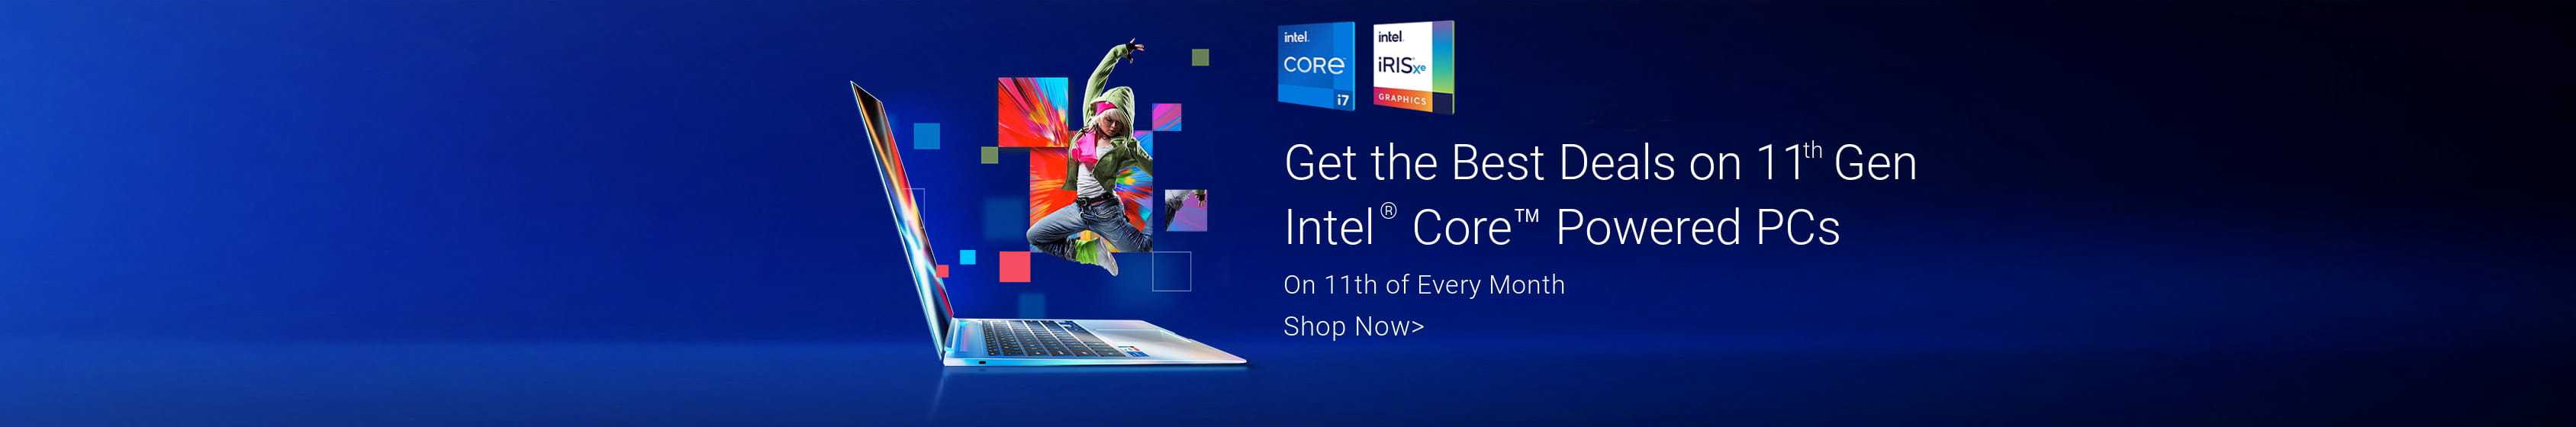 intel.
CORe
i7
intel.
iRISxe
GRAPHICS
Get the Best Deals on 11th Gen
Intel® Core™ Powered PCs
On 11th of Every Month
Shop Now>